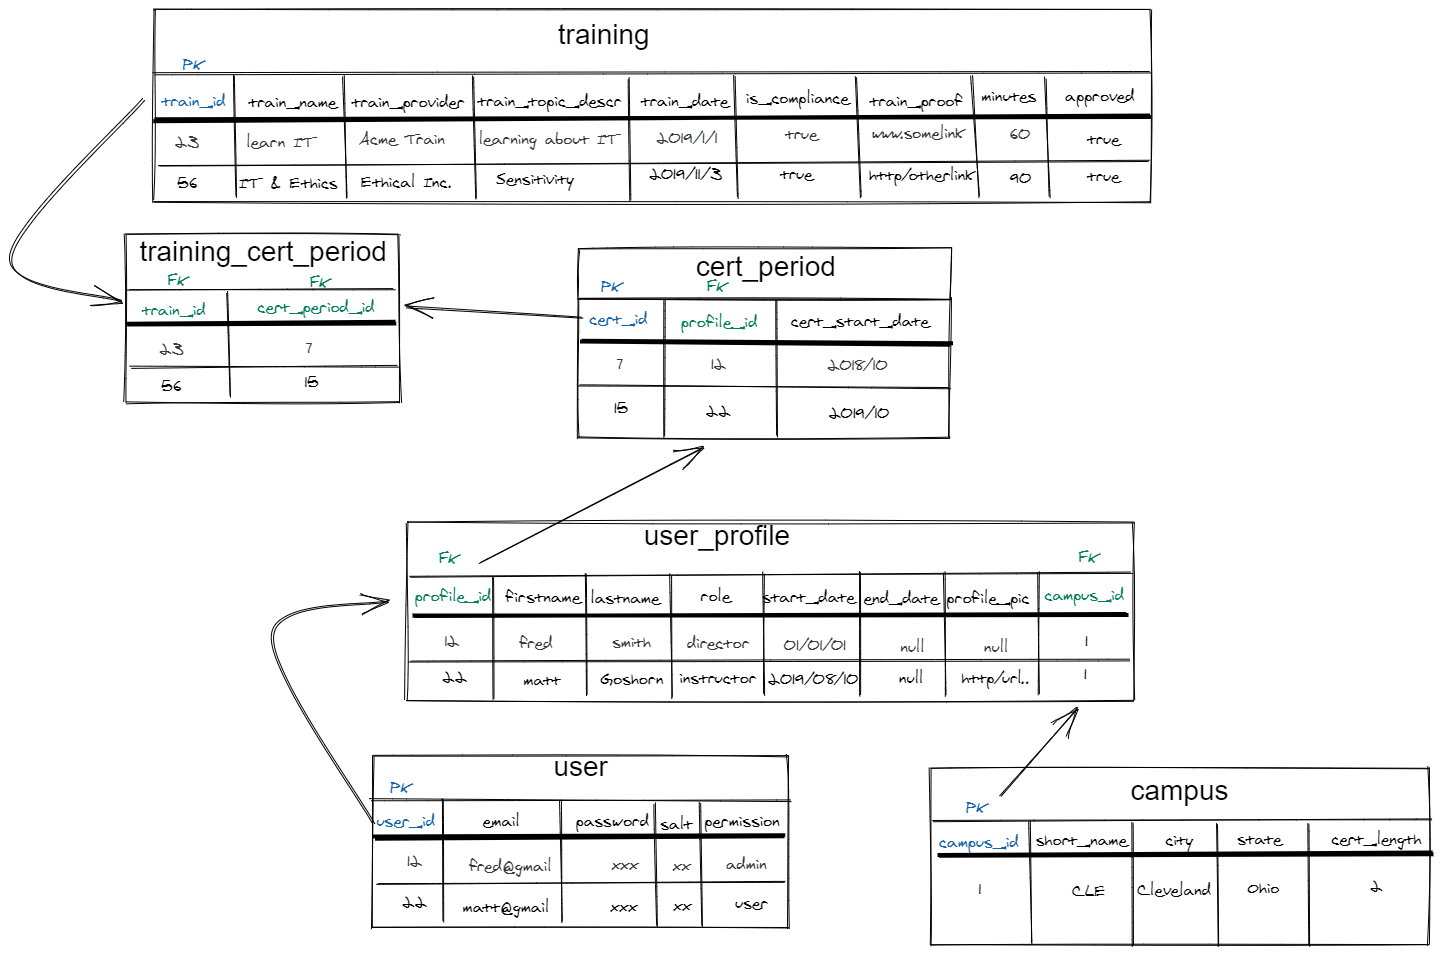 training
PK
train_id train_name train_provider train_topic_descr train_date is_compliance train_proof minutes approved
23 learn IT Acme Train learning about IT 2019/1/1 true www.somelink 60 true
56 IT & Ethics Ethical Inc. Sensitivity 2019/11/3 true http/otherlink 90 true
training_cert_period
FK FK
train_id cert_period_id
23 7
56 15
cert_period
PK FK
cert_id profile_id cert_start_date
7 12 2018/10
15 22 2019/10
user_profile
FK FK
profile_id firstname lastname role start_date end_date profile_pic campus_id
12 fred smith director 01/01/01 null null 1
22 matt Goshorn instructor 2019/08/10 null http/url.. 1
user
PK
user_id email password salt permission
12 fred@gmail xxx xx admin
22 matt@gmail xxx xx user
campus
PK
campus_id short_name city state cert_length
1 CLE Cleveland Ohio 2